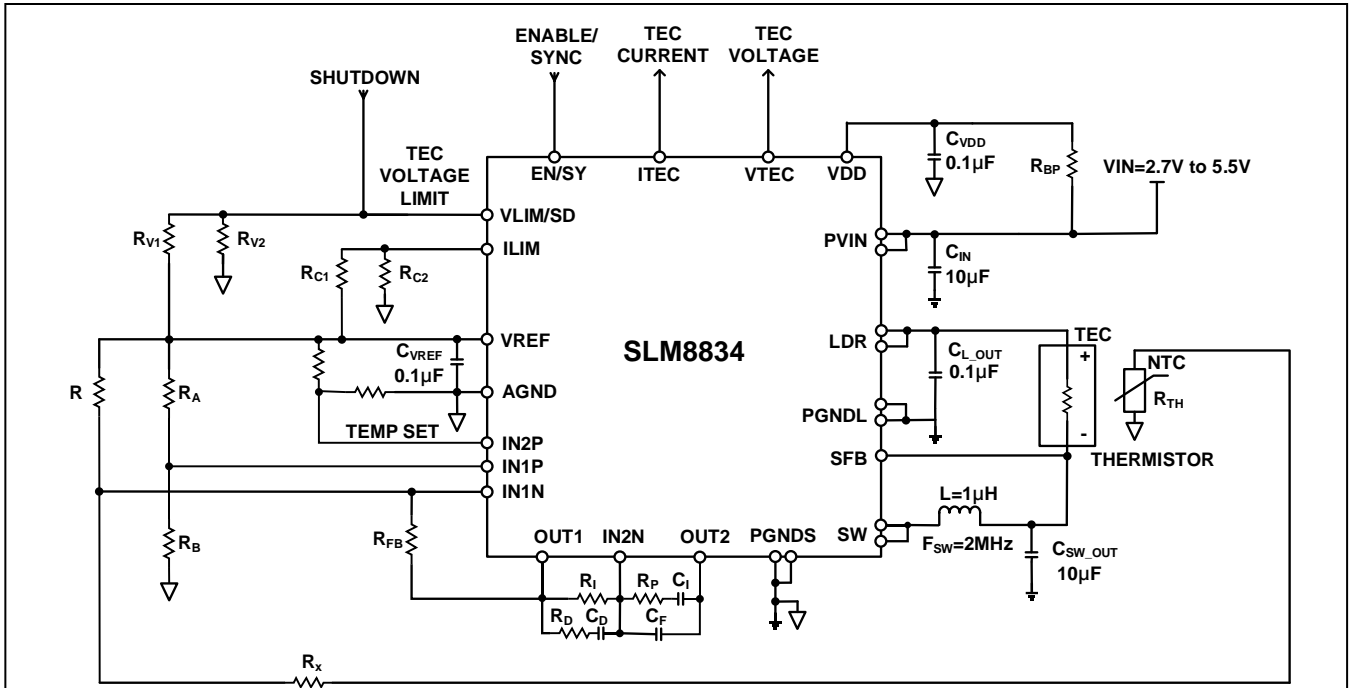 ENABLE/
SYNC
TEC
CURRENT
TEC
VOLTAGE
SHUTDOWN
TEC
VOLTAGE
LIMIT
EN/SY
ITEC
VTEC
VDD
CVDD
0.1µF
RBP
VIN=2.7V to 5.5V
RV1
RV2
VLIM/SD
ILIM
PVIN
CIN
10µF
RC1
RC2
SLM8834
LDR
CL_OUT
0.1µF
TEC
+
-
NTC
RTH
THERMISTOR
VREF
CVREF
0.1µF
R
RA
AGND
PGNDL
TEMP SET
IN2P
SFB
IN1P
IN1N
L=1µH
FSW=2MHz
SW
CSW_OUT
10µF
RB
RFB
OUT1
IN2N
OUT2
PGNDS
RI
RP
CI
RD
CD
CF
Rx